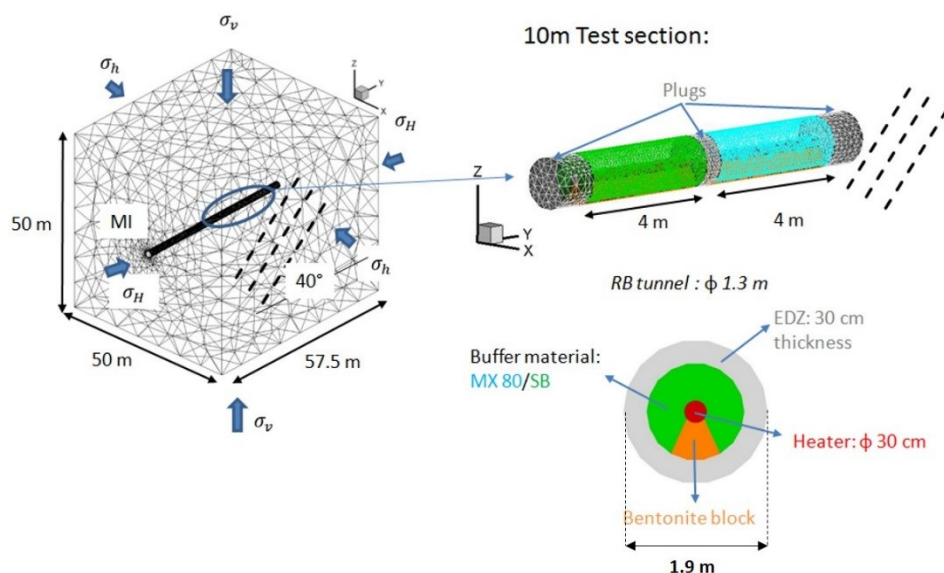 σv
10m Test section:
σh
Z
Y
X
σH
Plugs
Z
50 m
MI
4 m
4 m
Y
X
σh
40°
σH
RB tunnel : ф 1.3 m
EDZ: 30 cm
thickness
50 m
57.5 m
Buffer material:
MX 80/SB
σv
Heater: ф 30 cm
Bentonite block
1.9 m